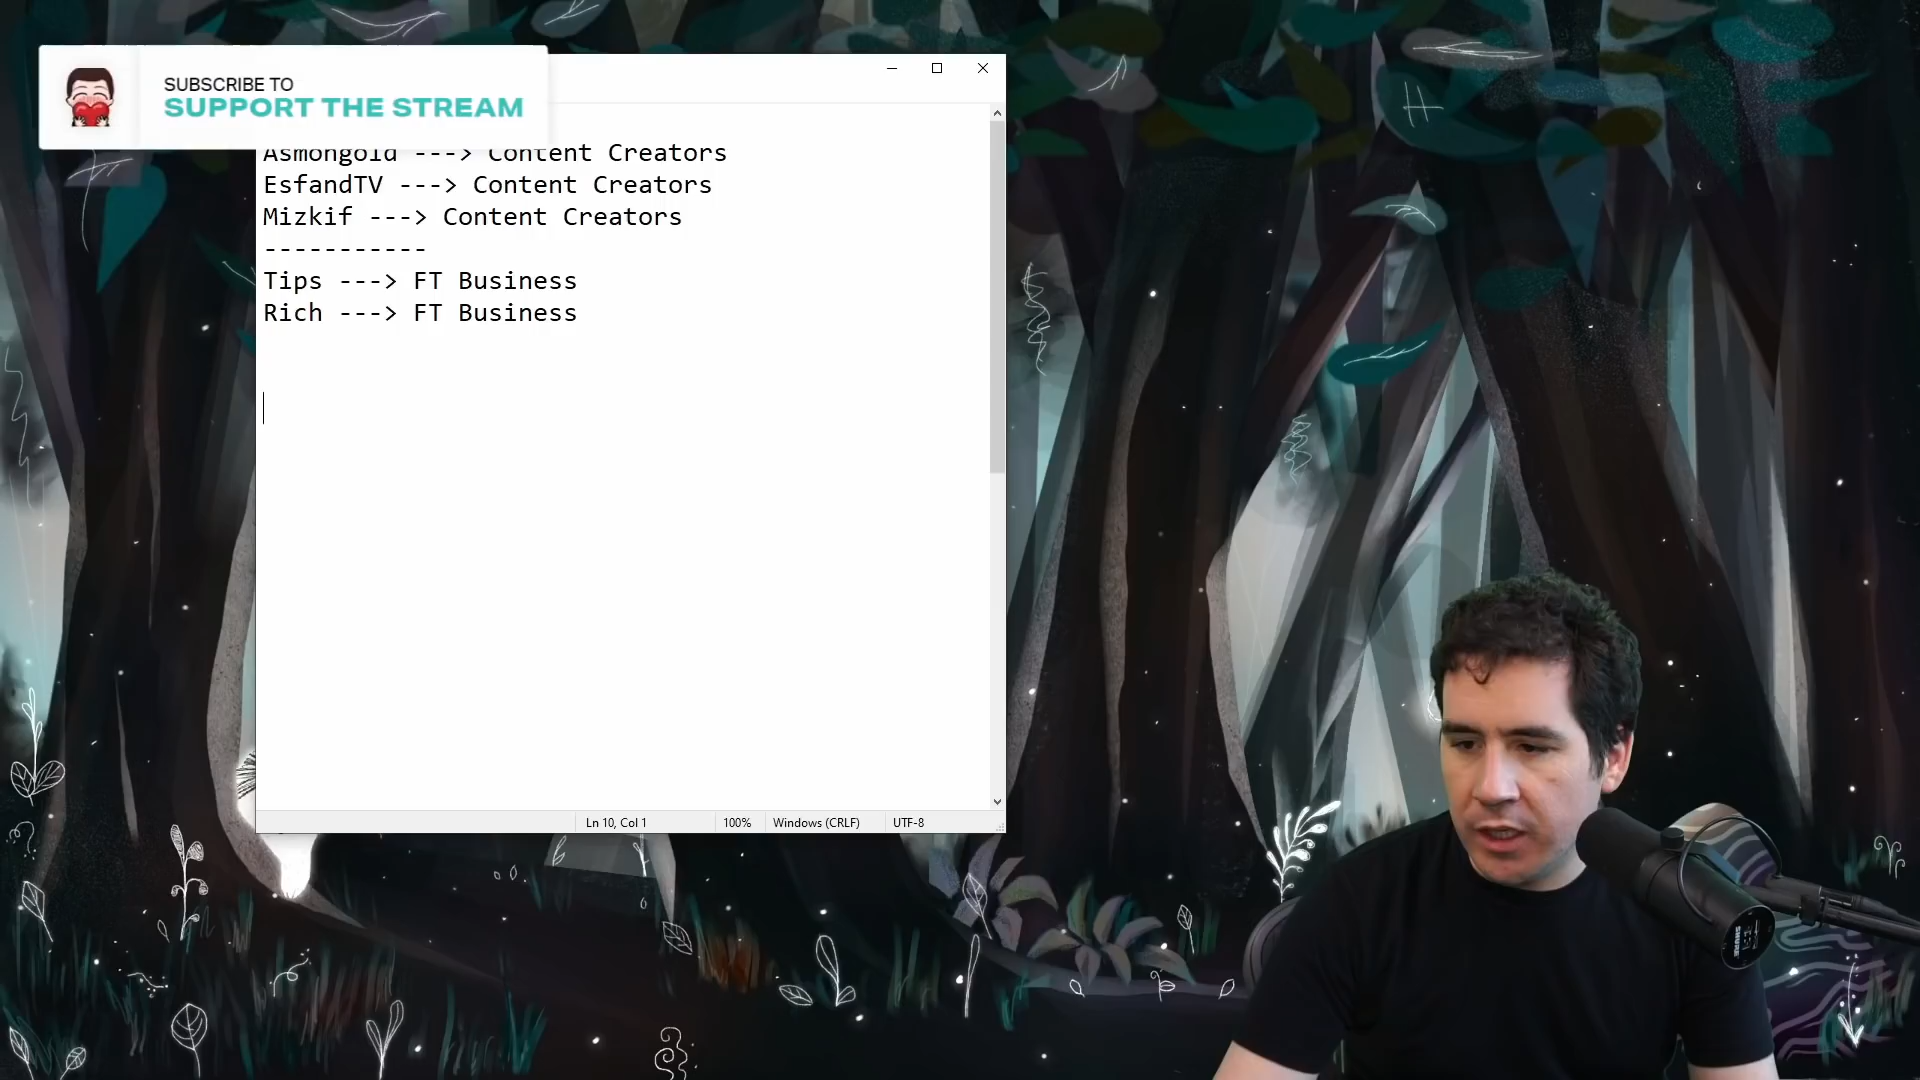 SUBSCRIBE TO
SUPPORT THE STREAM
Asmongold ---> Content Creators
EsfandTV ---> Content Creators
Mizkif ---> Content Creators
-----------
Tips ---> FT Business
Rich ---> FT Business
Ln 10, Col 1
100%
Windows (CRLF)
UTF-8
SHURE